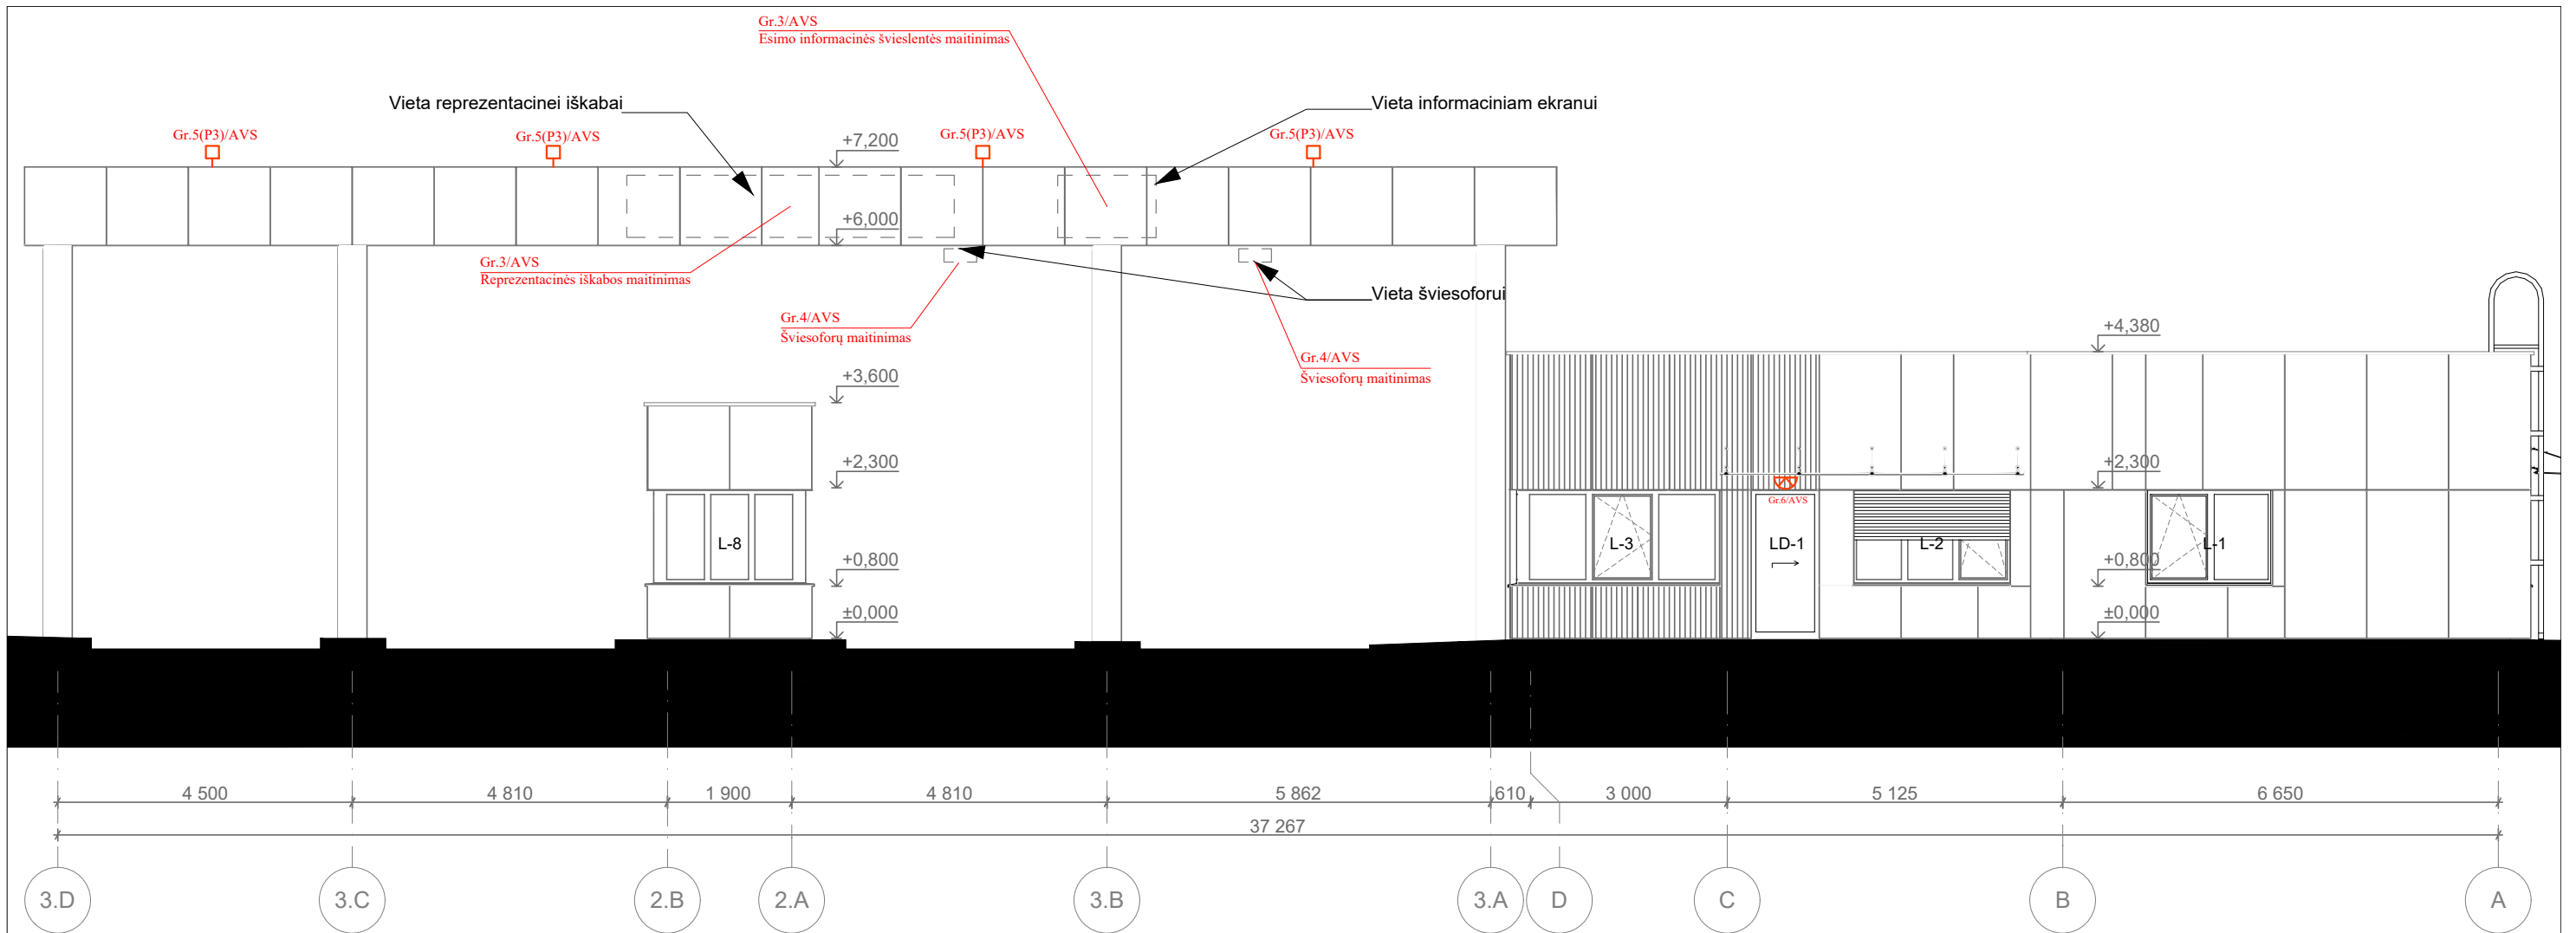 Gr.3/AVS
Esimo informacinės švieslentės maitinimas
Vieta reprezentacinei iškabai
Vieta informaciniam ekranui
Gr.5(P3)/AVS
Gr.5(P3)/AVS
Gr.5(P3)/AVS
Gr.5(P3)/AVS
+7,200
+6,000
Gr.3/AVS
Reprezentacinės iškabos maitinimas
Vieta šviesoforui
Gr.4/AVS
Šviesoforų maitinimas
Gr.4/AVS
Šviesoforų maitinimas
+4,380
+3,600
+2,300
+2,300
Gr.6/AVS
L-8
L-3
LD-1
L-2
L-1
+0,800
+0,800
±0,000
±0,000
4 500
4 810
1 900
4 810
5 862
610
3 000
5 125
6 650
37 267
3.D
3.C
2.B
2.A
3.B
3.A
D
C
B
A